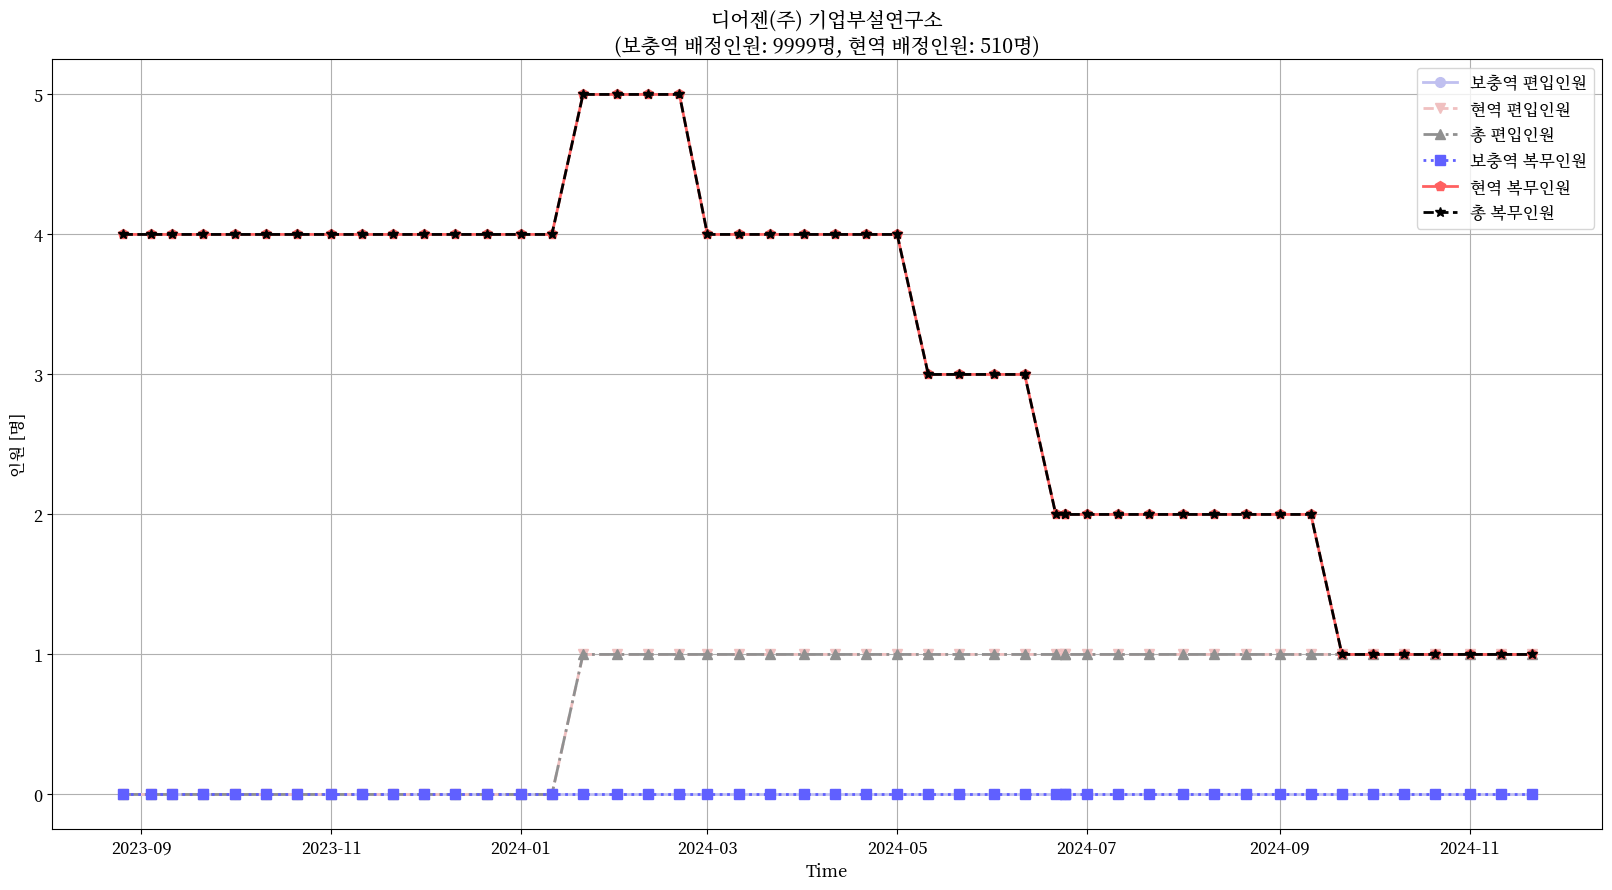 디어젠(주) 기업부설연구소
(보충역 배정인원: 9999명, 현역 배정인원: 510명)
보충역 편입인원
현역 편입인원
총 편입인원
보충역 복무인원
현역 복무인원
총 복무인원
5
4
3
2
1
0
인원 [명]
2023-09
2023-11
2024-01
2024-03
2024-05
2024-07
2024-09
2024-11
Time